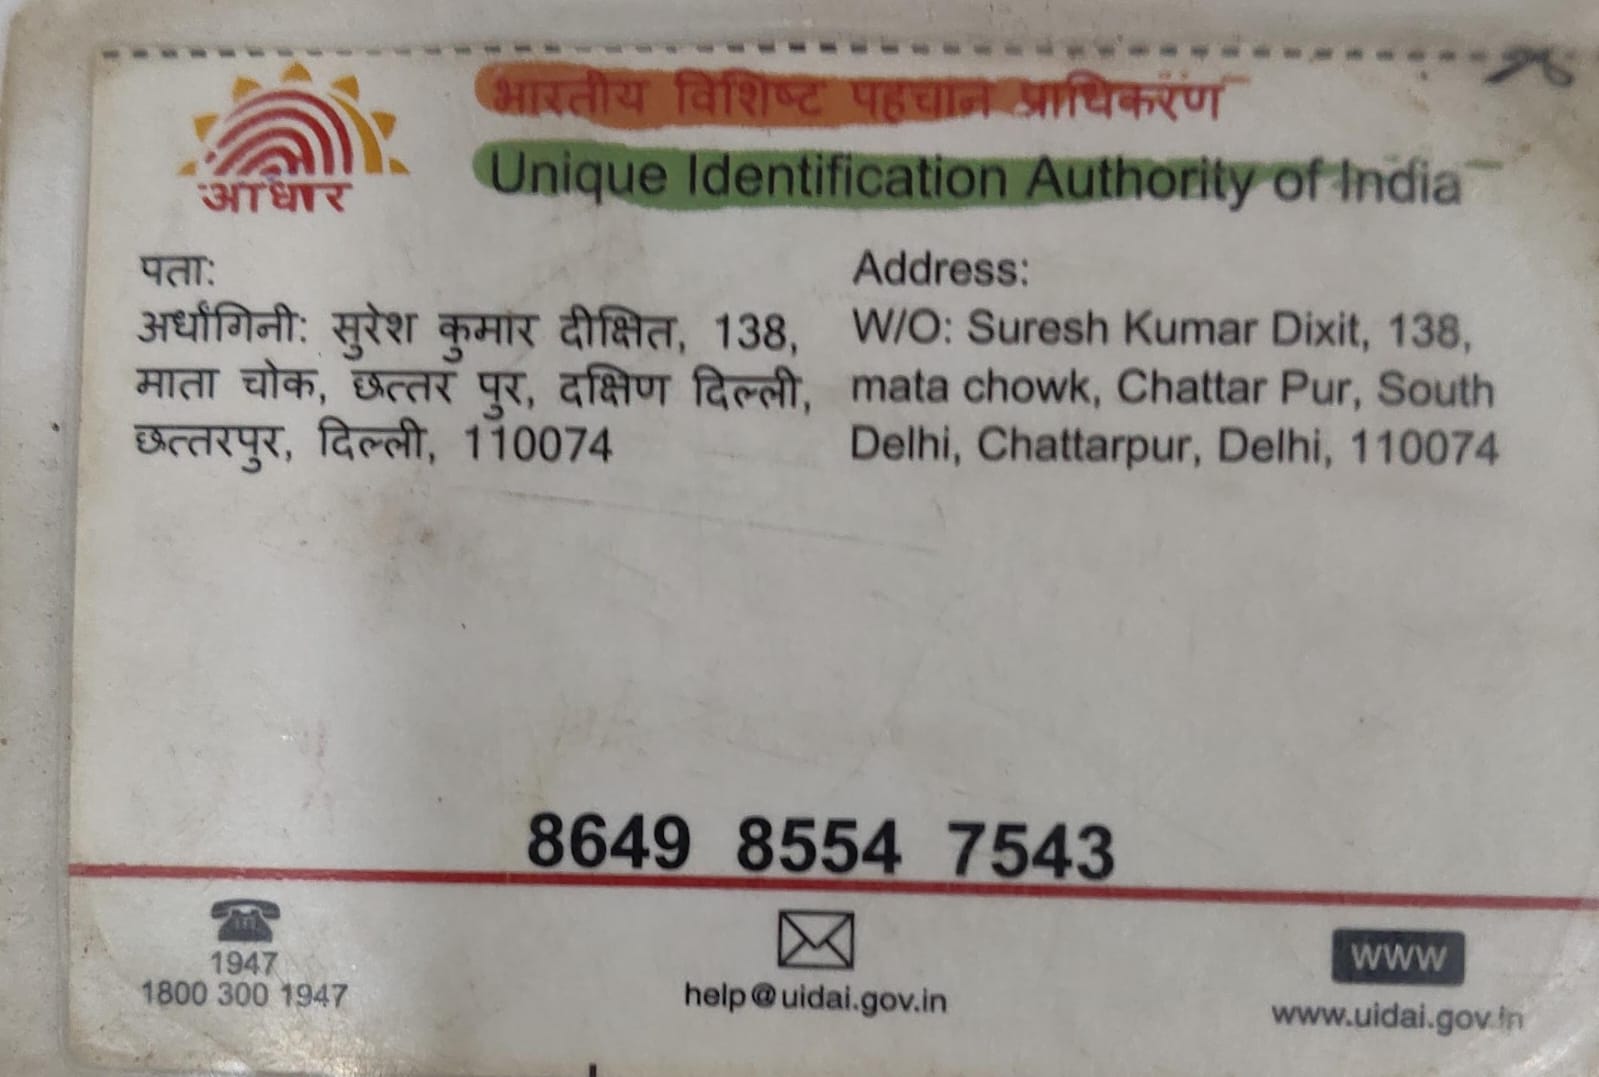 भारतीय विशिष्ट पहचान प्राधिकरण
Unique Identification Authority of India
आधार
पता:
अर्धांगिनी: सुरेश कुमार दीक्षित, 138,
माता चोक, छत्तर पुर, दक्षिण दिल्ली,
छत्तरपुर, दिल्ली, 110074
Address:
W/O: Suresh Kumar Dixit, 138,
mata chowk, Chattar Pur, South
Delhi, Chattarpur, Delhi, 110074
8649 8554 7543
1947
1800 300 1947
help@uidai.gov.in
WWW
www.uidai.gov.in